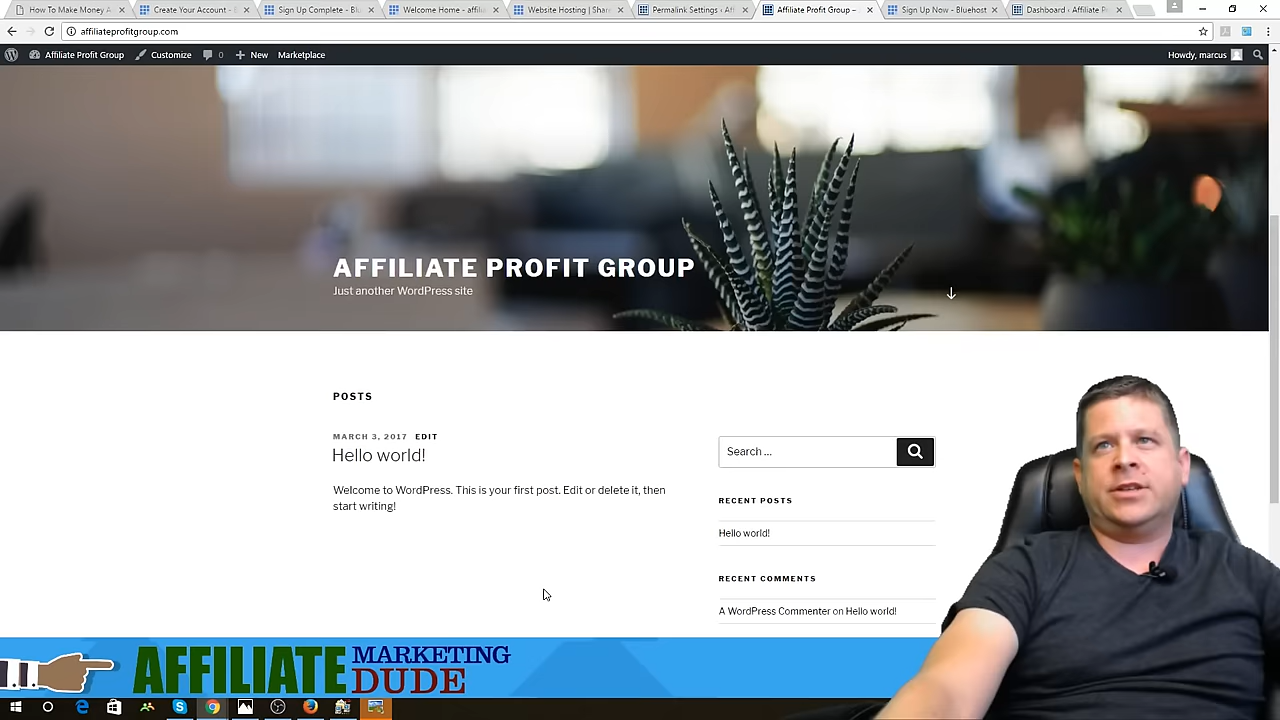 How To Make Money A
Create Your Account -
Sign Up Complete - Blu
Welcome Home - affili
Website Hosting | Share
Permalink Settings ‹ Aff
Affiliate Profit Group –
Sign Up Now - Bluehost
Dashboard ‹ Affiliate P
affiliateprofitgroup.com
Affiliate Profit Group
Customize
0
New
Marketplace
Howdy, marcus
AFFILIATE PROFIT GROUP
Just another WordPress site
POSTS
MARCH 3, 2017 EDIT
Hello world!
Welcome to WordPress. This is your first post. Edit or delete it, then
start writing!
Search ...
RECENT POSTS
Hello world!
RECENT COMMENTS
A WordPress Commenter on Hello world!
AFFILIATE MARKETING
DUDE